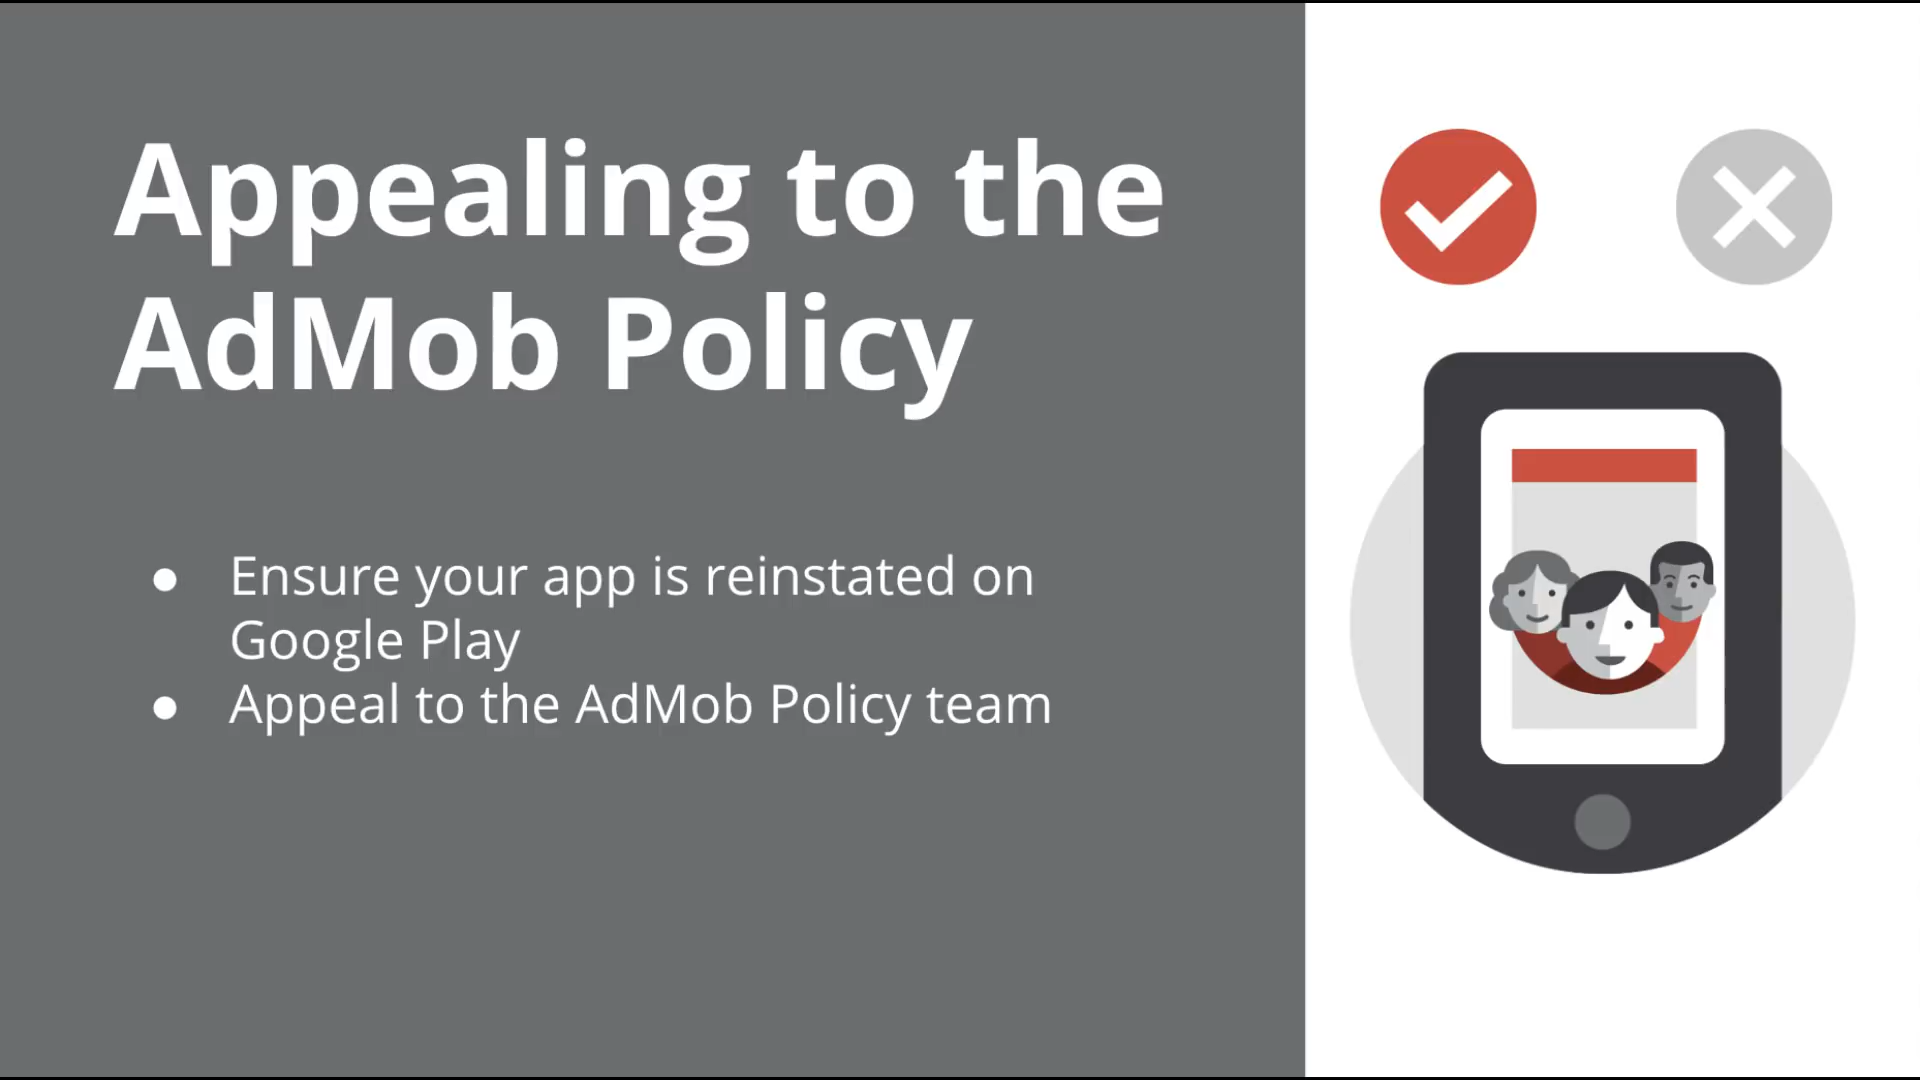 Appealing to the
AdMob Policy
● Ensure your app is reinstated on
Google Play
● Appeal to the AdMob Policy team